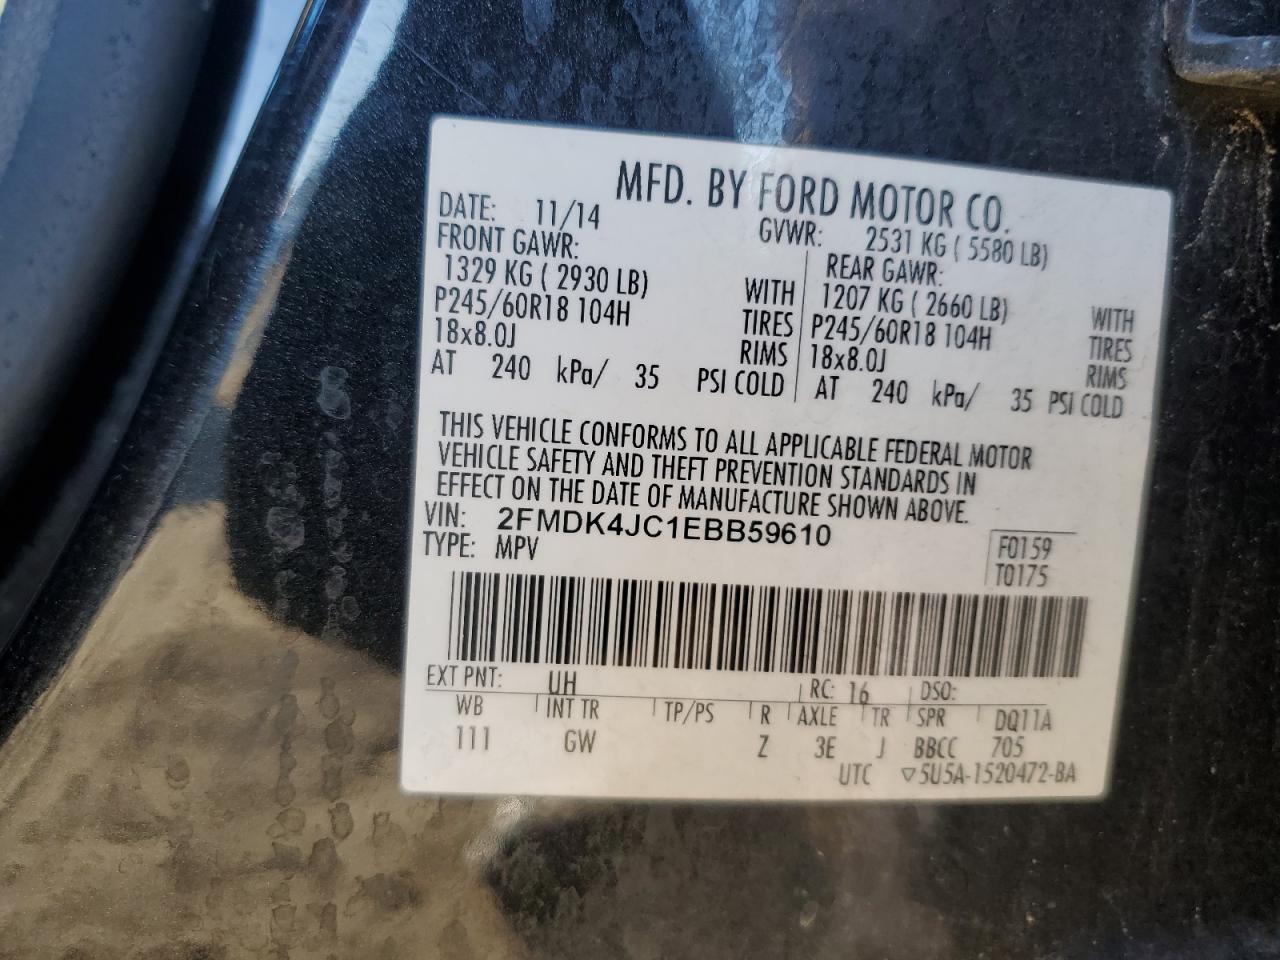 MFD. BY FORD MOTOR CO.
DATE: 11/14 GVWR: 2531 KG ( 5580 LB)
FRONT GAWR: REAR GAWR:
1329 KG ( 2930 LB) WITH 1207 KG ( 2660 LB) WITH
P245/60R18 104H TIRES P245/60R18 104H TIRES
18x8.0J RIMS 18x8.0J RIMS
AT 240 kPa/ 35 PSI COLD AT 240 kPa/ 35 PSI COLD
THIS VEHICLE CONFORMS TO ALL APPLICABLE FEDERAL MOTOR
VEHICLE SAFETY AND THEFT PREVENTION STANDARDS IN
EFFECT ON THE DATE OF MANUFACTURE SHOWN ABOVE.
VIN: 2FMDK4JC1EBB59610
TYPE: MPV
F0159
T0175
EXT PNT: UH RC: 16 DSO:
WB INT TR TP/PS R AXLE TR SPR DQ11A
111 GW Z 3E J BBCC 705
UTC ▽5U5A-1520472-BA